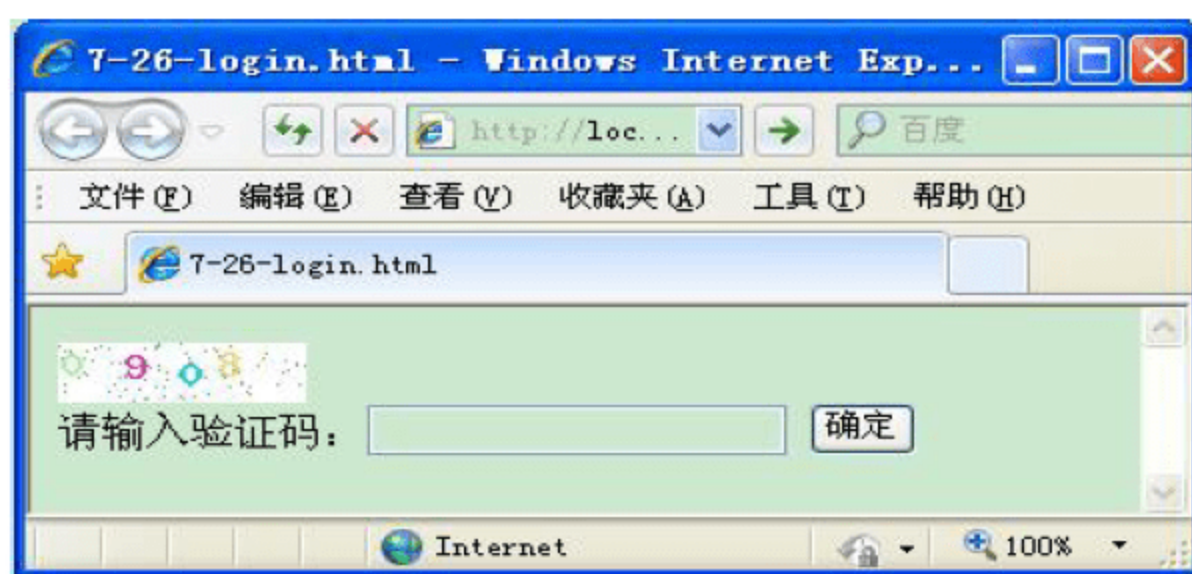 7-26-login.html - Windows Internet Exp...
http://loc... 百度
文件(F) 编辑(E) 查看(V) 收藏夹(A) 工具(T) 帮助(H)
7-26-login.html
0 9 0 8
请输入验证码： 确定
Internet 100%